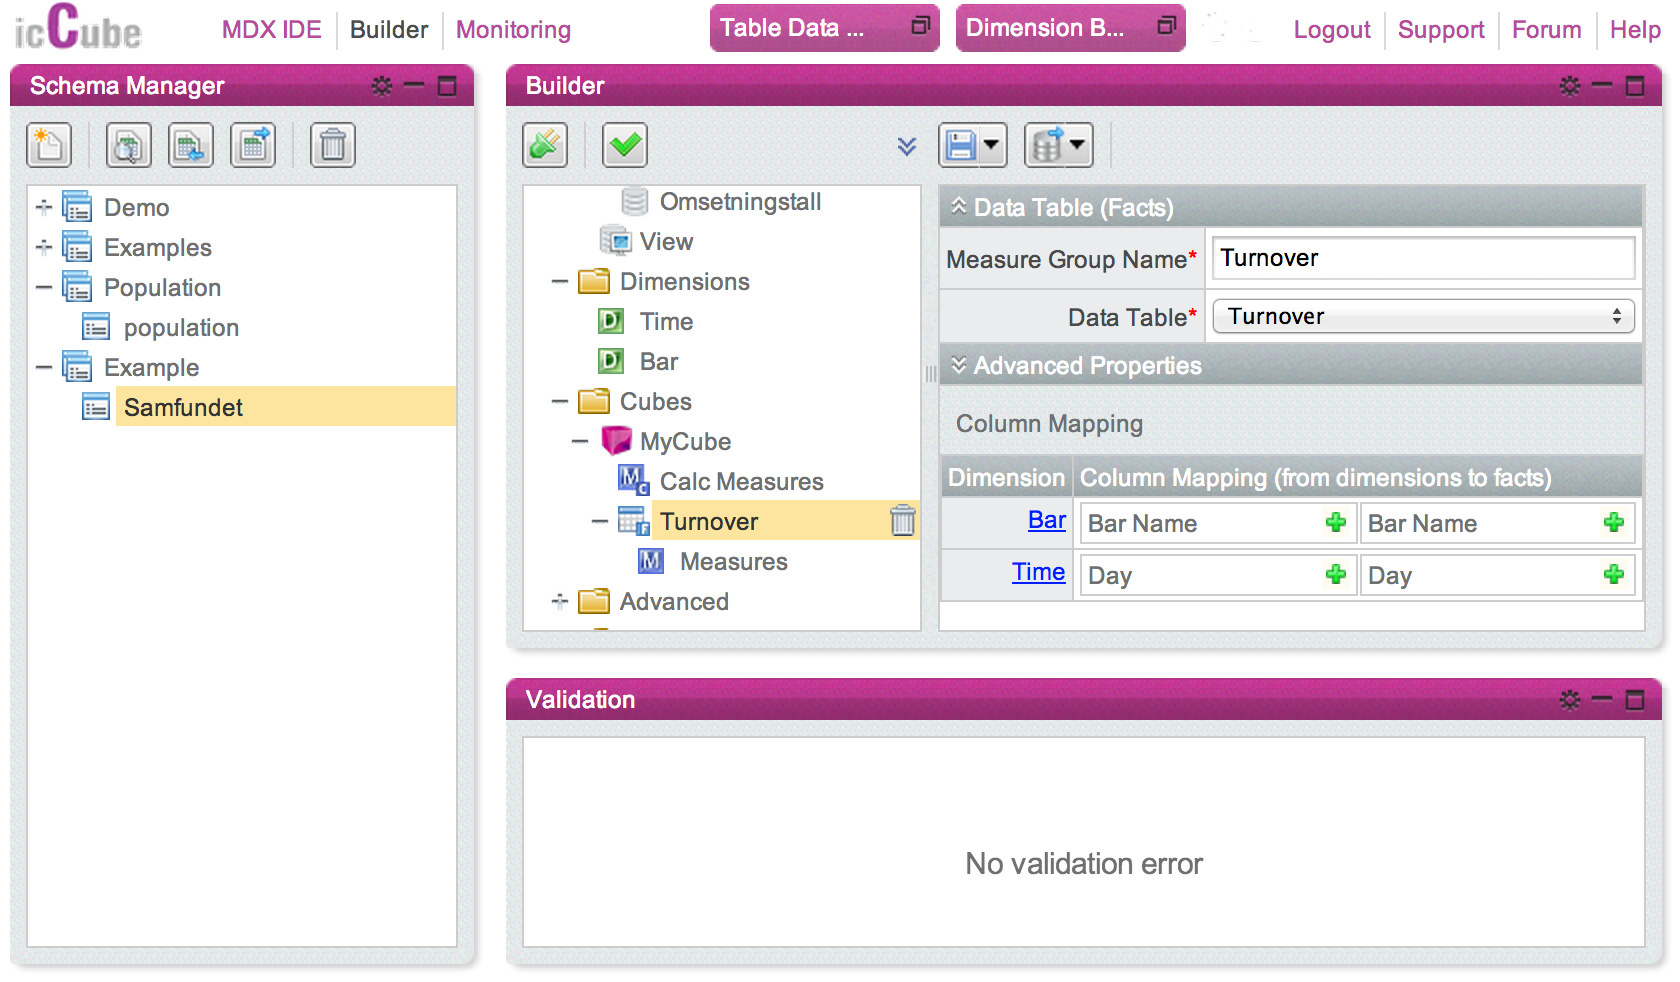 icCube
MDX IDE
Builder
Monitoring
Table Data ...
Dimension B...
Logout
Support
Forum
Help
Schema Manager
Demo
Examples
Population
population
Example
Samfundet
Builder
Omsetningstall
View
Dimensions
Time
Bar
Cubes
MyCube
Calc Measures
Turnover
Measures
Advanced
Data Table (Facts)
Measure Group Name* Turnover
Data Table* Turnover
Advanced Properties
Column Mapping
Dimension Column Mapping (from dimensions to facts)
Bar Bar Name Bar Name
Time Day Day
Validation
No validation error